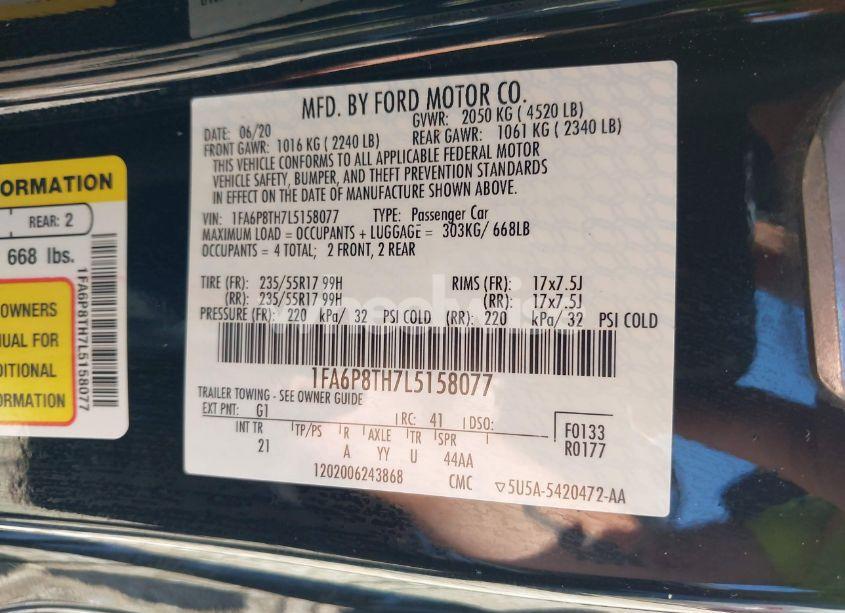 MFD. BY FORD MOTOR CO.
DATE: 06/20
GVWR: 2050 KG ( 4520 LB)
FRONT GAWR: 1016 KG ( 2240 LB)
REAR GAWR: 1061 KG ( 2340 LB)
THIS VEHICLE CONFORMS TO ALL APPLICABLE FEDERAL MOTOR
VEHICLE SAFETY, BUMPER, AND THEFT PREVENTION STANDARDS
IN EFFECT ON THE DATE OF MANUFACTURE SHOWN ABOVE.
VIN: 1FA6P8TH7L5158077 TYPE: Passenger Car
MAXIMUM LOAD = OCCUPANTS + LUGGAGE = 303KG/ 668LB
OCCUPANTS = 4 TOTAL; 2 FRONT, 2 REAR
TIRE (FR): 235/55R17 99H RIMS (FR): 17x7.5J
(RR): 235/55R17 99H (RR): 17x7.5J
PRESSURE (FR): 220 kPa/ 32 PSI COLD (RR): 220 kPa/ 32 PSI COLD
1FA6P8TH7L5158077
TRAILER TOWING - SEE OWNER GUIDE
EXT PNT: G1 RC: 41 DSO: F0133
R0177
INT TR TP/PS R AXLE TR SPR
21 A YY U 44AA
1202006243868 CMC ▽5U5A-5420472-AA
FORMATION
REAR: 2
668 lbs.
OWNERS
NUAL FOR
DITIONAL
ORMATION
1FA6P8TH7L5158077